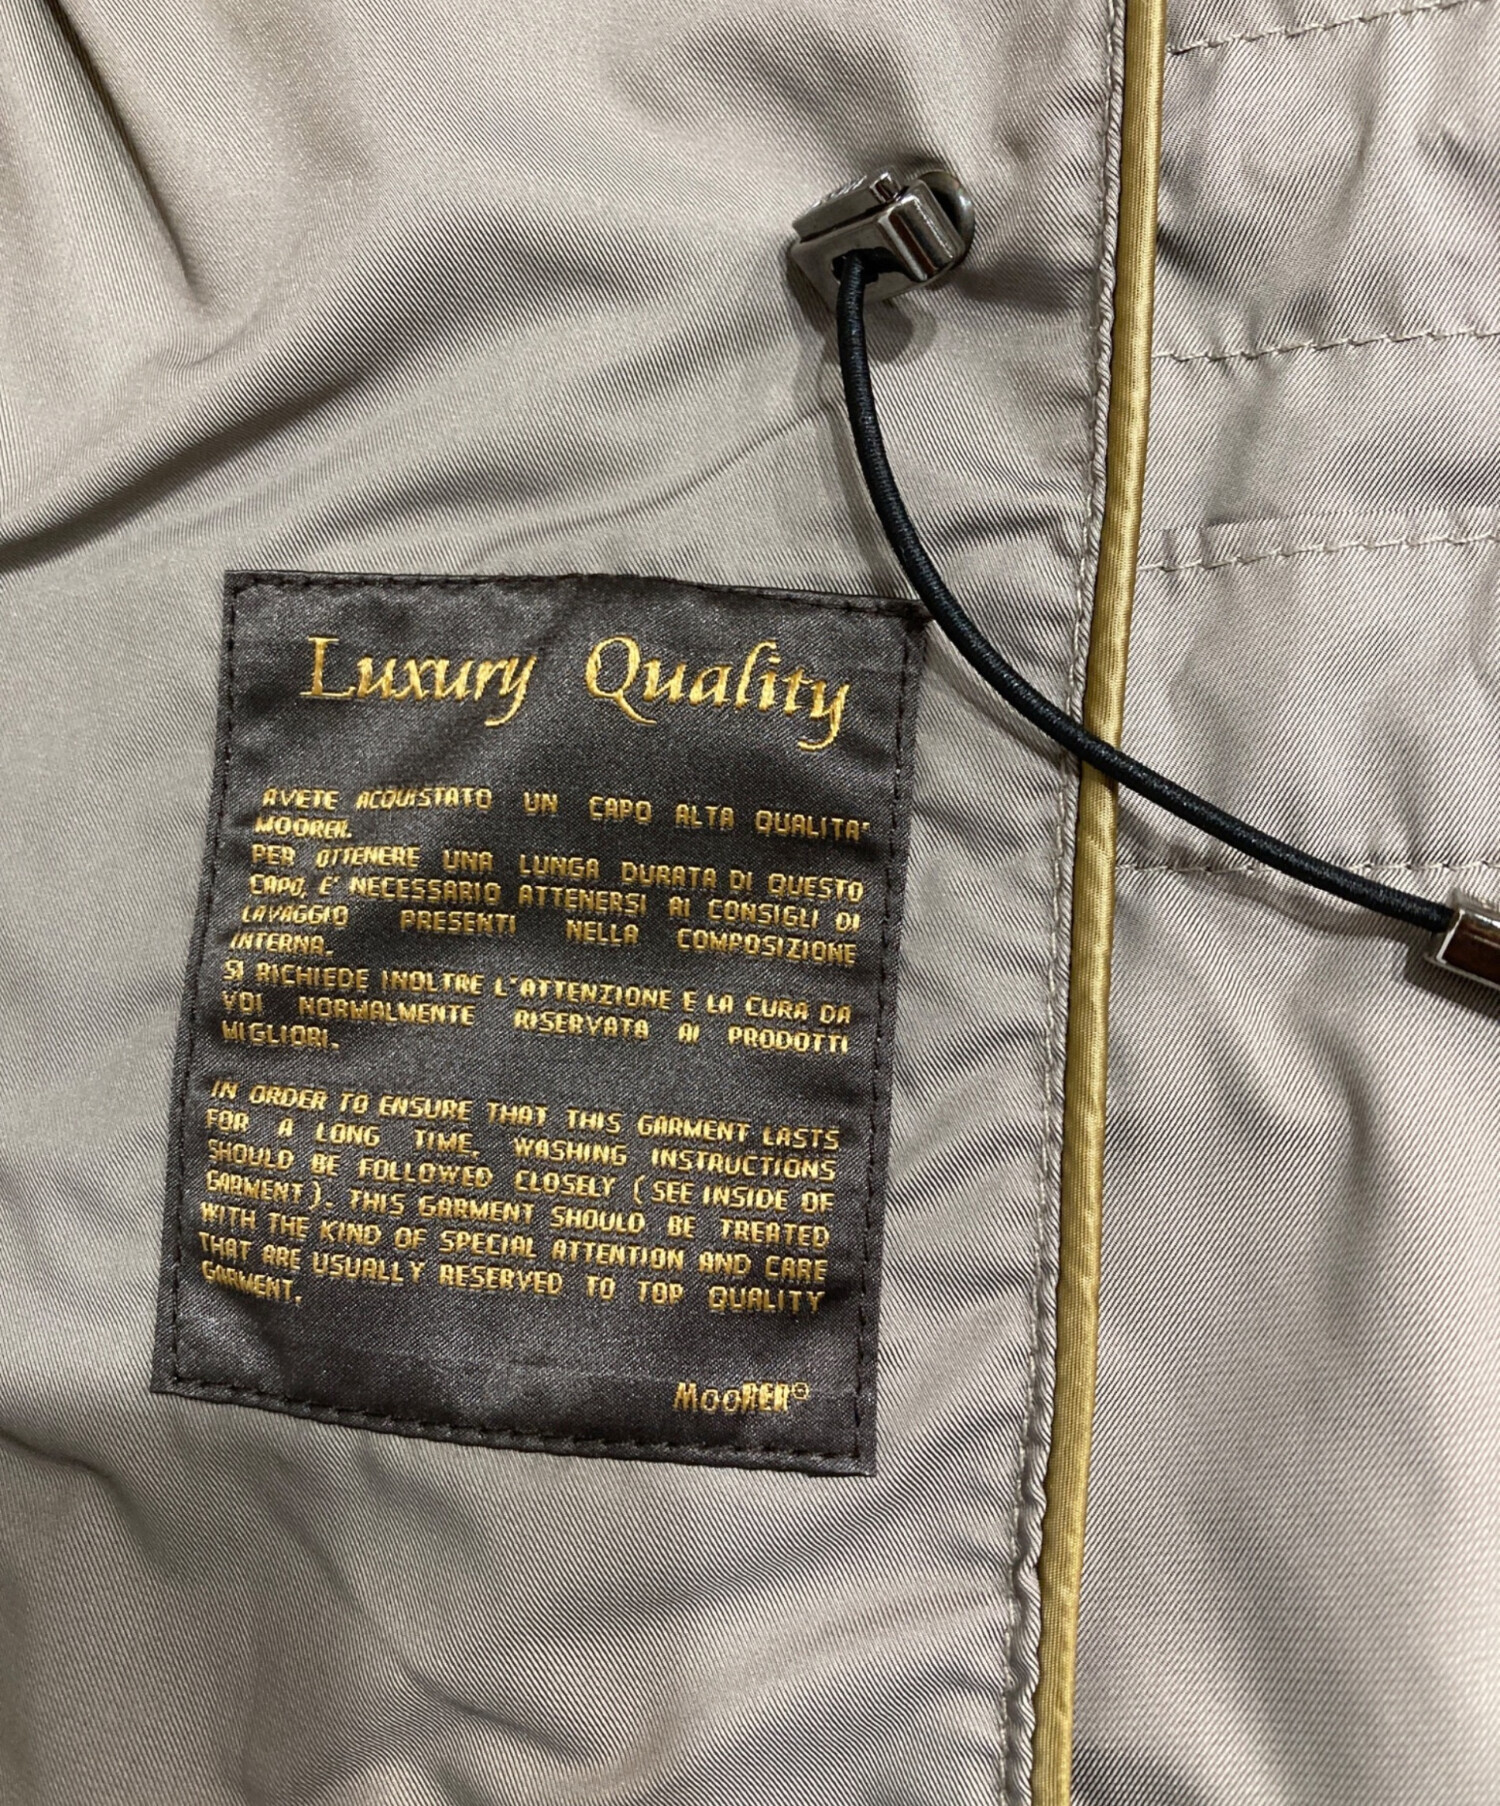 Luxury Quality
AVETE ACQUISTATO UN CAPO ALTA QUALITA'
MOORER.
PER OTTENERE UNA LUNGA DURATA DI QUESTO
CAPO, E' NECESSARIO ATTENERSI AI CONSIGLI DI
LAVAGGIO PRESENTI NELLA COMPOSIZIONE
INTERNA.
SI RICHIEDE INOLTRE L'ATTENZIONE E LA CURA DA
VOI NORMALMENTE RISERVATA AI PRODOTTI
MIGLIORI.
IN ORDER TO ENSURE THAT THIS GARMENT LASTS
FOR A LONG TIME, WASHING INSTRUCTIONS
SHOULD BE FOLLOWED CLOSELY (SEE INSIDE OF
GARMENT). THIS GARMENT SHOULD BE TREATED
WITH THE KIND OF SPECIAL ATTENTION AND CARE
THAT ARE USUALLY RESERVED TO TOP QUALITY
GARMENT.
MOORER®